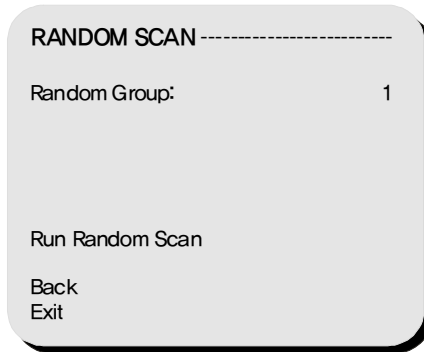 RANDOM SCAN --------------------------
Random Group: 1
Run Random Scan
Back
Exit